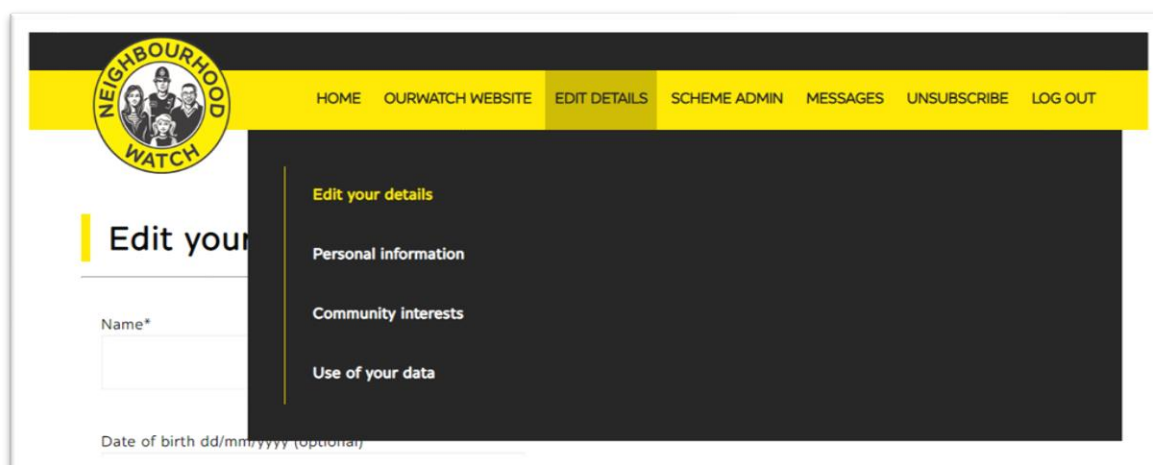 NEIGHBOURHOOD
WATCH
HOME OURWATCH WEBSITE EDIT DETAILS SCHEME ADMIN MESSAGES UNSUBSCRIBE LOG OUT
Edit your details
Personal information
Community interests
Use of your data
Edit your
Name*
Date of birth dd/mm/yyyy (optional)